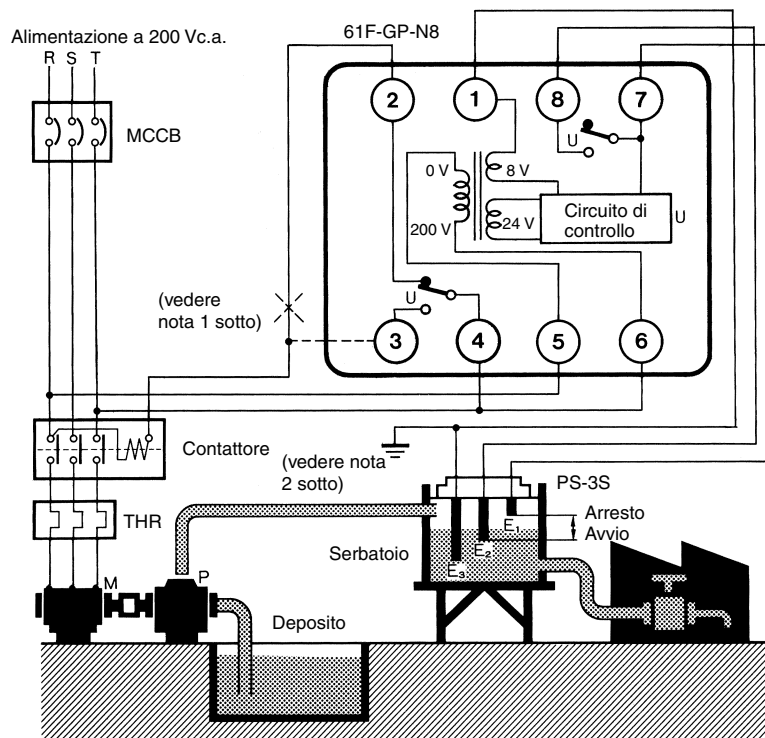 Alimentazione a 200 Vc.a.
R S T
MCCB
61F-GP-N8
2 1 8 7
U
0 V 8 V
200 V 24 V
Circuito di
controllo
U
U
3 4 5 6
(vedere
nota 1 sotto)
Contattore
(vedere nota
2 sotto)
THR
PS-3S
E1
E2
E3
Arresto
Avvio
Serbatoio
M
P
Deposito